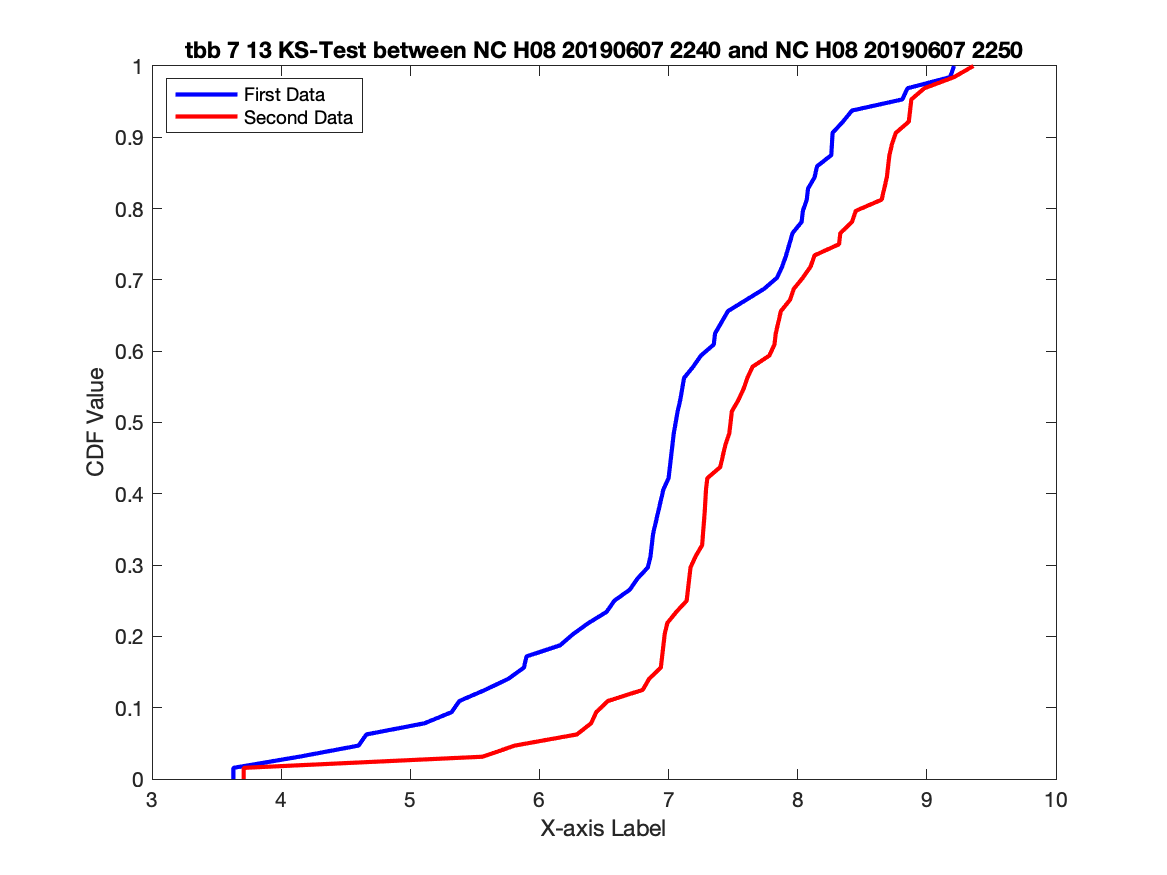 tbb 7 13 KS-Test between NC H08 20190607 2240 and NC H08 20190607 2250
First Data
Second Data
1
0.9
0.8
0.7
0.6
0.5
0.4
0.3
0.2
0.1
0
CDF Value
3 4 5 6 7 8 9 10
X-axis Label